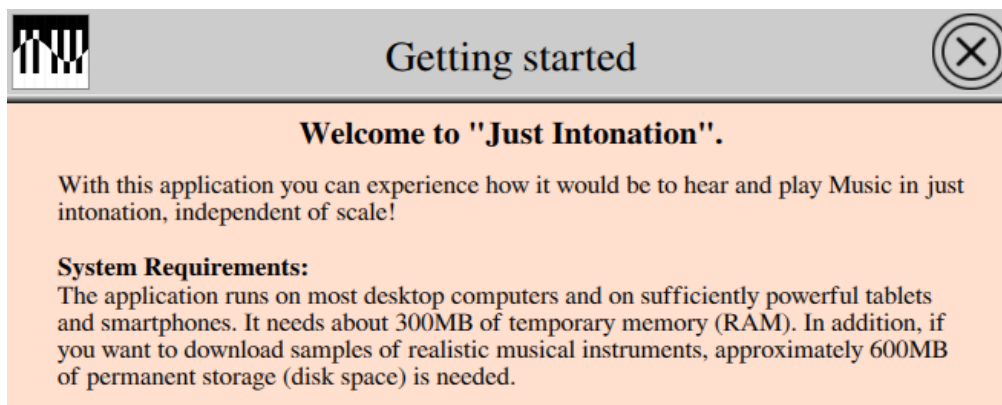 Getting started
Welcome to "Just Intonation".
With this application you can experience how it would be to hear and play Music in just
intonation, independent of scale!
System Requirements:
The application runs on most desktop computers and on sufficiently powerful tablets
and smartphones. It needs about 300MB of temporary memory (RAM). In addition, if
you want to download samples of realistic musical instruments, approximately 600MB
of permanent storage (disk space) is needed.